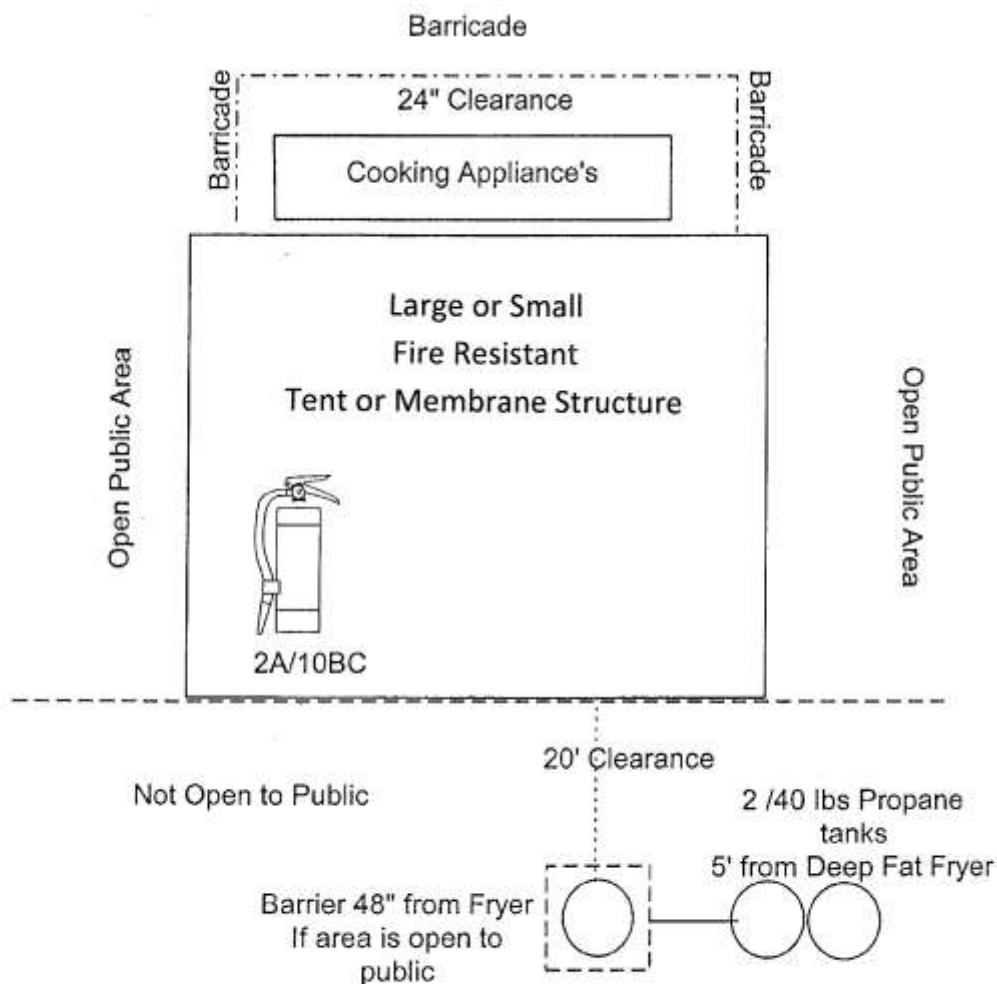 Barricade
Barricade
Barricade
24" Clearance
Cooking Appliance's
Large or Small
Fire Resistant
Tent or Membrane Structure
Open Public Area
Open Public Area
2A/10BC
20' Clearance
Not Open to Public
2 /40 lbs Propane
tanks
5' from Deep Fat Fryer
Barrier 48" from Fryer
If area is open to
public